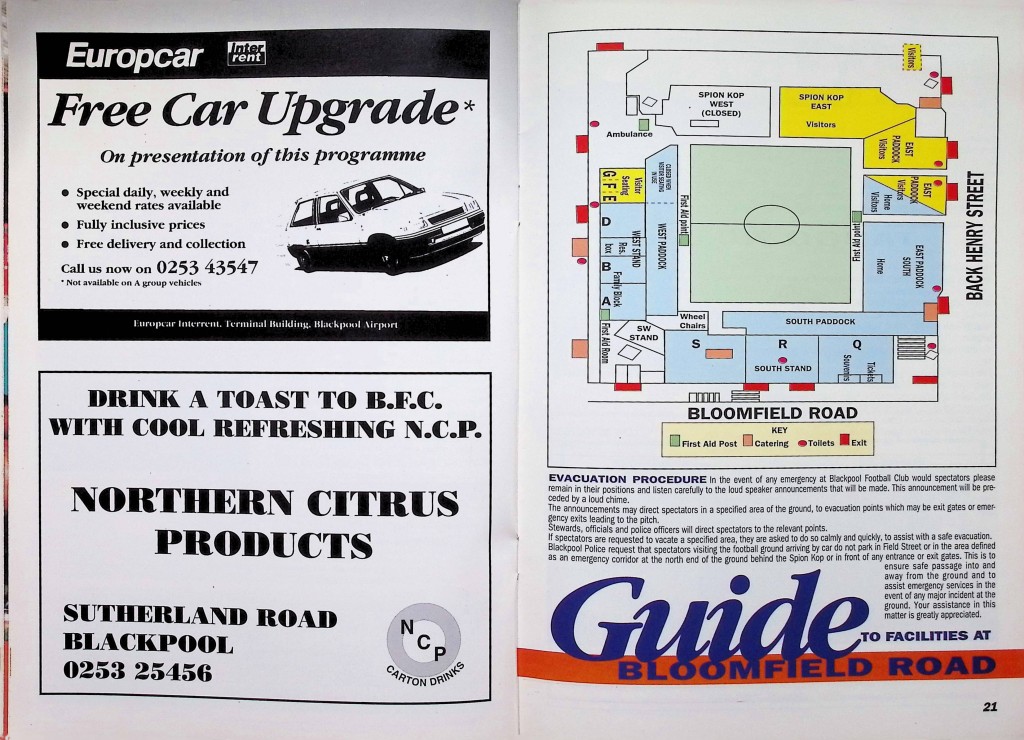 Europcar
Inter
rent
Free Car Upgrade*
On presentation of this programme
● Special daily, weekly and
weekend rates available
● Fully inclusive prices
● Free delivery and collection
Call us now on 0253 43547
* Not available on A group vehicles
Europcar Interrent. Terminal Building, Blackpool Airport
DRINK A TOAST TO B.F.C.
WITH COOL REFRESHING N.C.P.
NORTHERN CITRUS
PRODUCTS
SUTHERLAND ROAD
BLACKPOOL
0253 25456
NCP
CARTON DRINKS
Visitors
SPION KOP
WEST
(CLOSED)
SPION KOP
EAST
Visitors
Ambulance
EAST
PADDOCK
Visitors
EAST
PADDOCK
Visitors
Home
Visitors
CLOSED WHEN
VISITOR SEATING
IN USE
Visitor
Seating
G F E
D
Res.
box
B
A
Family Block
WEST STAND
WEST PADDOCK
First Aid point
First Aid point
EAST PADDOCK
SOUTH
Home
BACK HENRY STREET
First Aid Room
SW
STAND
Wheel
Chairs
SOUTH PADDOCK
S
R
Q
SOUTH STAND
Souvenirs
Tickets
BLOOMFIELD ROAD
KEY
First Aid Post
Catering
Toilets
Exit
EVACUATION PROCEDURE In the event of any emergency at Blackpool Football Club would spectators please
remain in their positions and listen carefully to the loud speaker announcements that will be made. This announcement will be pre-
ceded by a loud chime.
The announcements may direct spectators in a specified area of the ground, to evacuation points which may be exit gates or emer-
gency exits leading to the pitch.
Stewards, officials and police officers will direct spectators to the relevant points.
If spectators are requested to vacate a specified area, they are asked to do so calmly and quickly, to assist with a safe evacuation.
Blackpool Police request that spectators visiting the football ground arriving by car do not park in Field Street or in the area defined
as an emergency corridor at the north end of the ground behind the Spion Kop or in front of any entrance or exit gates. This is to
ensure safe passage into and
away from the ground and to
assist emergency services in the
event of any major incident at the
ground. Your assistance in this
matter is greatly appreciated.
Guide
TO FACILITIES AT
BLOOMFIELD ROAD
21